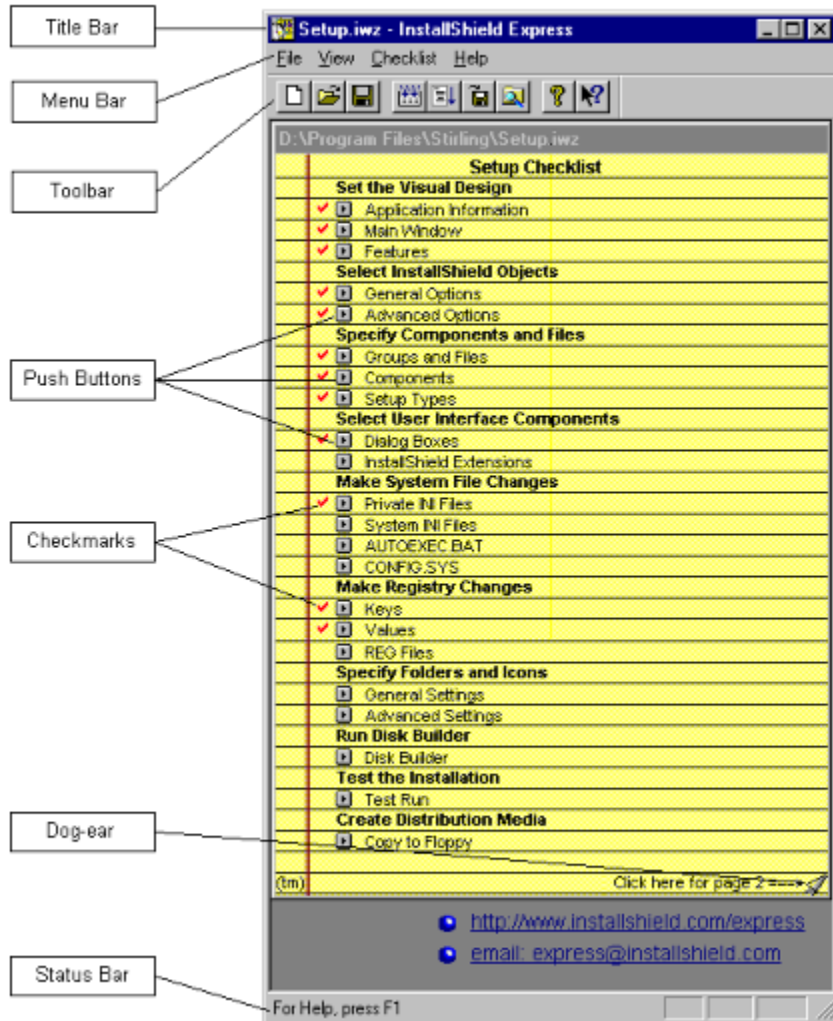 Title Bar
Setup.iwz - InstallShield Express
File View Checklist Help
Menu Bar
Toolbar
D:\Program Files\Stirling\Setup.iwz
Setup Checklist
Set the Visual Design
Application Information
Main Window
Features
Select InstallShield Objects
General Options
Advanced Options
Specify Components and Files
Groups and Files
Push Buttons
Components
Setup Types
Select User Interface Components
Dialog Boxes
InstallShield Extensions
Make System File Changes
Private INI Files
System INI Files
Checkmarks
AUTOEXEC.BAT
CONFIG.SYS
Make Registry Changes
Keys
Values
REG Files
Specify Folders and Icons
General Settings
Advanced Settings
Run Disk Builder
Disk Builder
Test the Installation
Test Run
Create Distribution Media
Dog-ear
Copy to Floppy
(tm) Click here for page 2 =--->
http://www.installshield.com/express
email: express@installshield.com
Status Bar
For Help, press F1